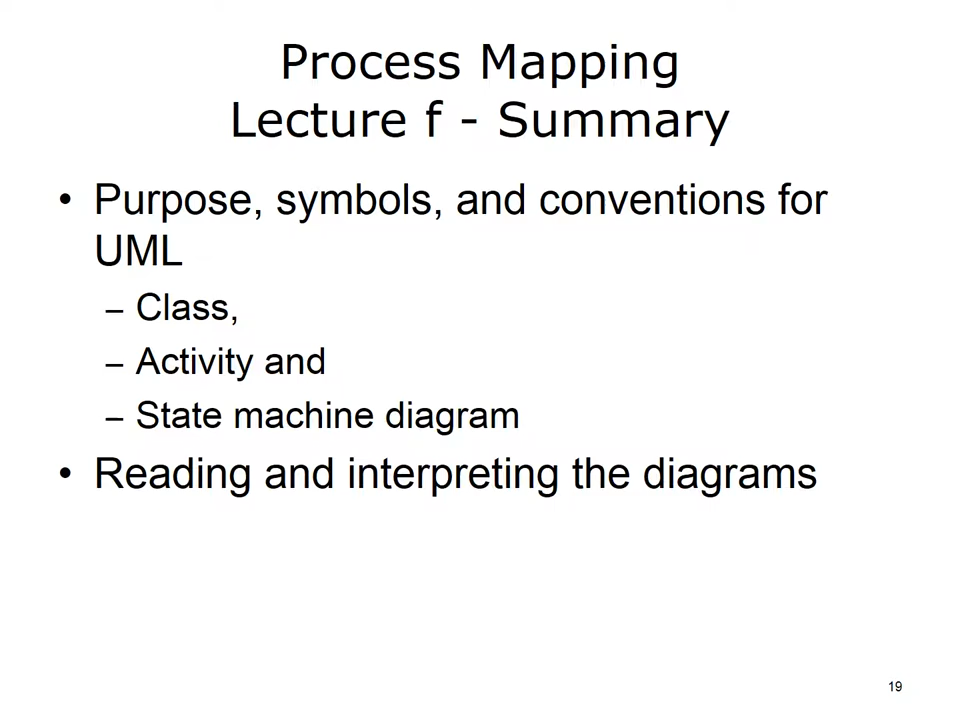 Process Mapping
Lecture f - Summary
• Purpose, symbols, and conventions for
UML
– Class,
– Activity and
– State machine diagram
• Reading and interpreting the diagrams
19